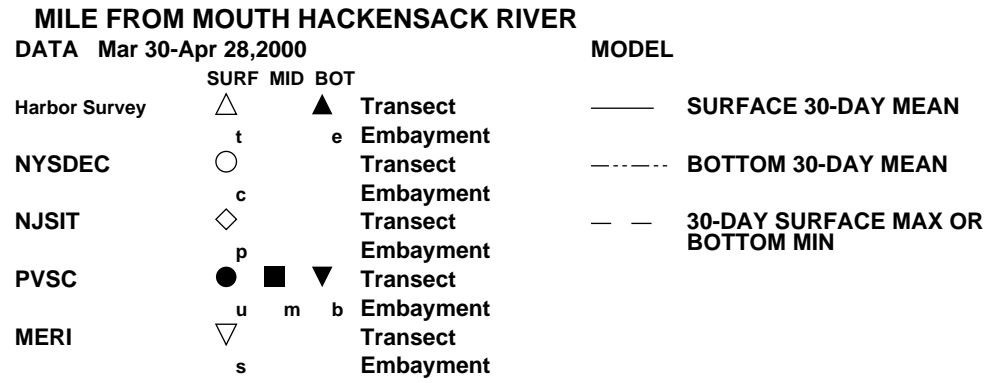 MILE FROM MOUTH HACKENSACK RIVER
DATA Mar 30-Apr 28,2000 MODEL
SURF MID BOT
Harbor Survey Transect SURFACE 30-DAY MEAN
t e Embayment
NYSDEC Transect BOTTOM 30-DAY MEAN
c Embayment
NJSIT Transect 30-DAY SURFACE MAX OR
BOTTOM MIN
p Embayment
PVSC Transect
u m b Embayment
MERI Transect
s Embayment